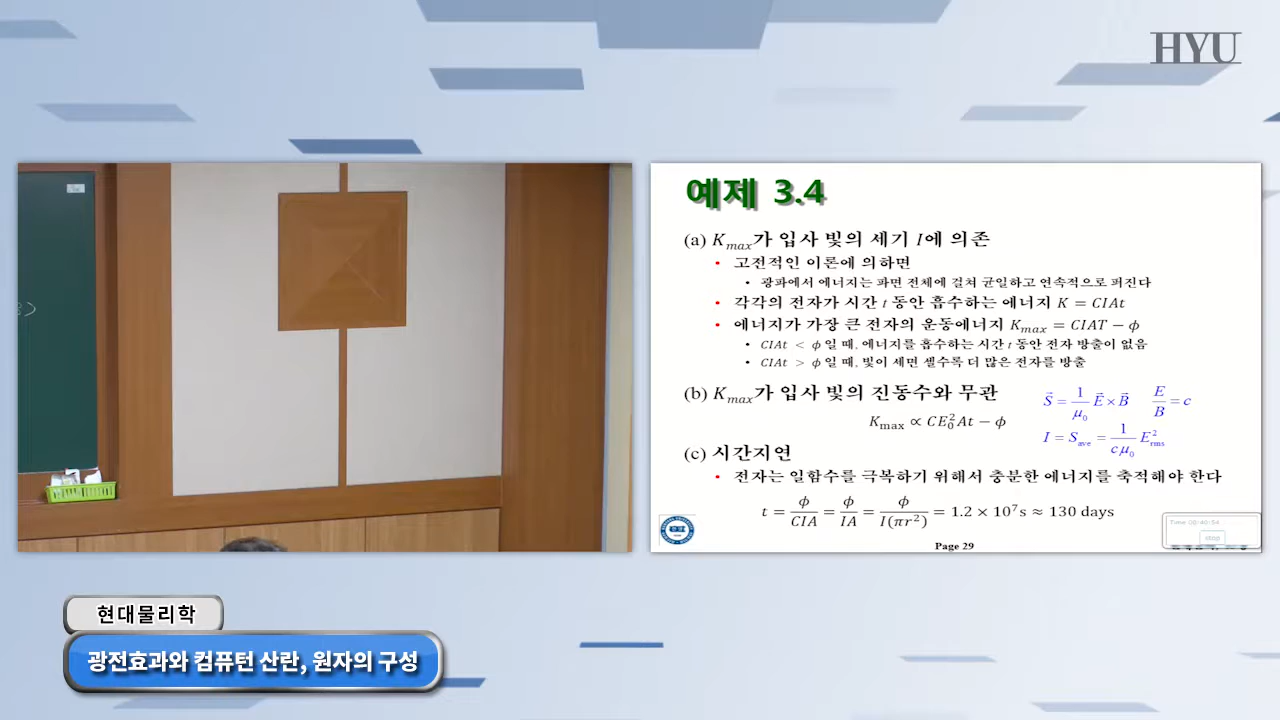 HYU
예제 3.4
(a) K_max가 입사 빛의 세기 I에 의존
• 고전적인 이론에 의하면
• 광파에서 에너지는 파면 전체에 걸쳐 균일하고 연속적으로 퍼진다
• 각각의 전자가 시간 t 동안 흡수하는 에너지 K = CIAt
• 에너지가 가장 큰 전자의 운동에너지 K_max = CIAT − ϕ
• CIAt < ϕ 일 때, 에너지를 흡수하는 시간 t 동안 전자 방출이 없음
• CIAt > ϕ 일 때, 빛이 세면 셀수록 더 많은 전자를 방출
(b) K_max가 입사 빛의 진동수와 무관
K_max ∝ CE₀²At − ϕ
S⃗ = 1/μ₀ E⃗ × B⃗ E/B = c
I = S_ave = 1/(cμ₀) E²_rms
(c) 시간지연
• 전자는 일함수를 극복하기 위해서 충분한 에너지를 축적해야 한다
t = ϕ/CIA = ϕ/IA = ϕ/I(πr²) = 1.2 × 10⁷s ≈ 130 days
Page 29
현대물리학
광전효과와 컴퓨턴 산란, 원자의 구성